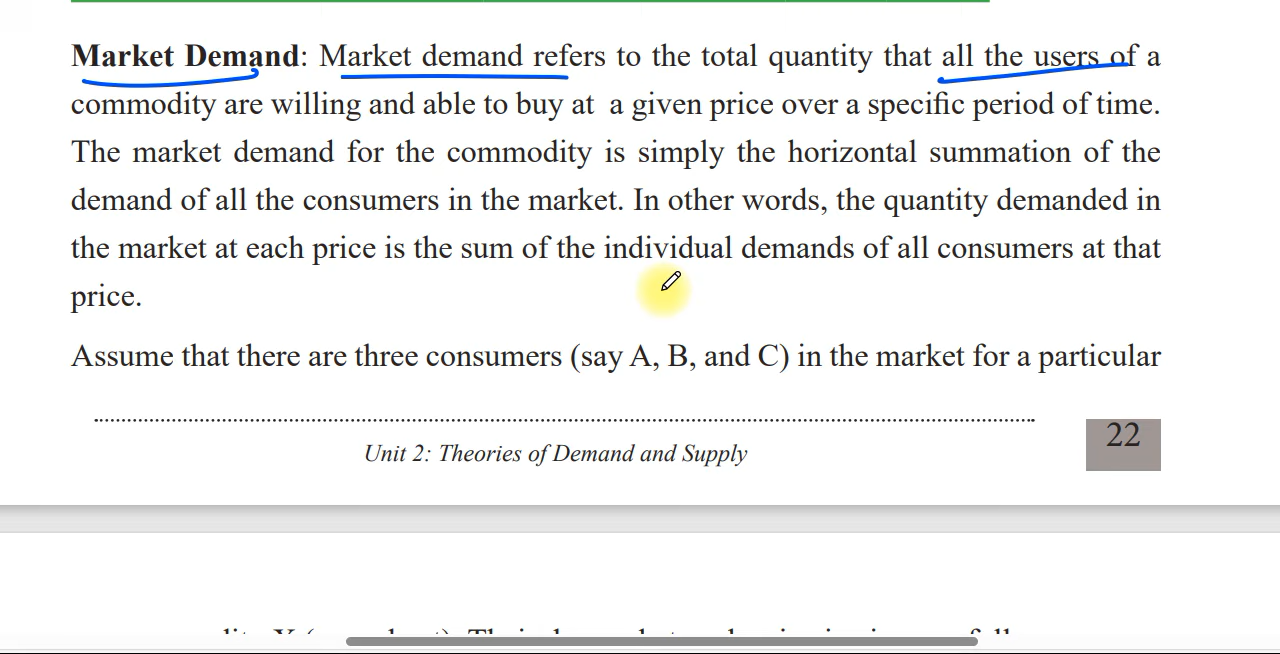 Market Demand: Market demand refers to the total quantity that all the users of a
commodity are willing and able to buy at a given price over a specific period of time.
The market demand for the commodity is simply the horizontal summation of the
demand of all the consumers in the market. In other words, the quantity demanded in
the market at each price is the sum of the individual demands of all consumers at that
price.
Assume that there are three consumers (say A, B, and C) in the market for a particular
Unit 2: Theories of Demand and Supply
22